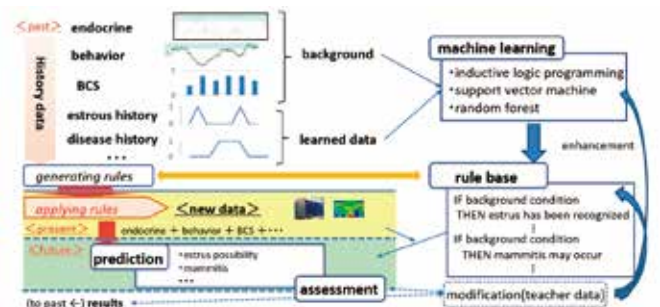 <past>
endocrine
behavior
BCS
estrous history
disease history
•••
History data
background
learned data
machine learning
•inductive logic programming
•support vector machine
•random forest
enhancement
generating rules
rule base
IF background condition
THEN estrus has been recognized
⁞
IF background condition
THEN mammitis may occur
⁞
applying rules
<new data>
<present>
endocrine + behavior + BCS +•••
<future>
prediction
•estrus possibility
•mammitis
•••
assessment
modification(teacher data)
(to past ←) results